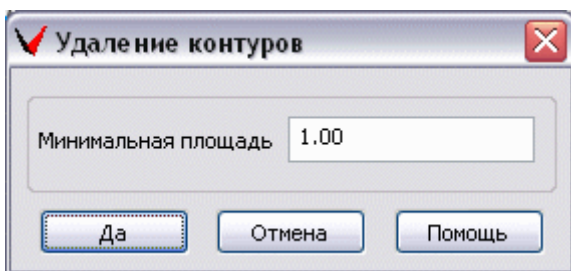 Удаление контуров
Минимальная площадь 1.00
Да Отмена Помощь